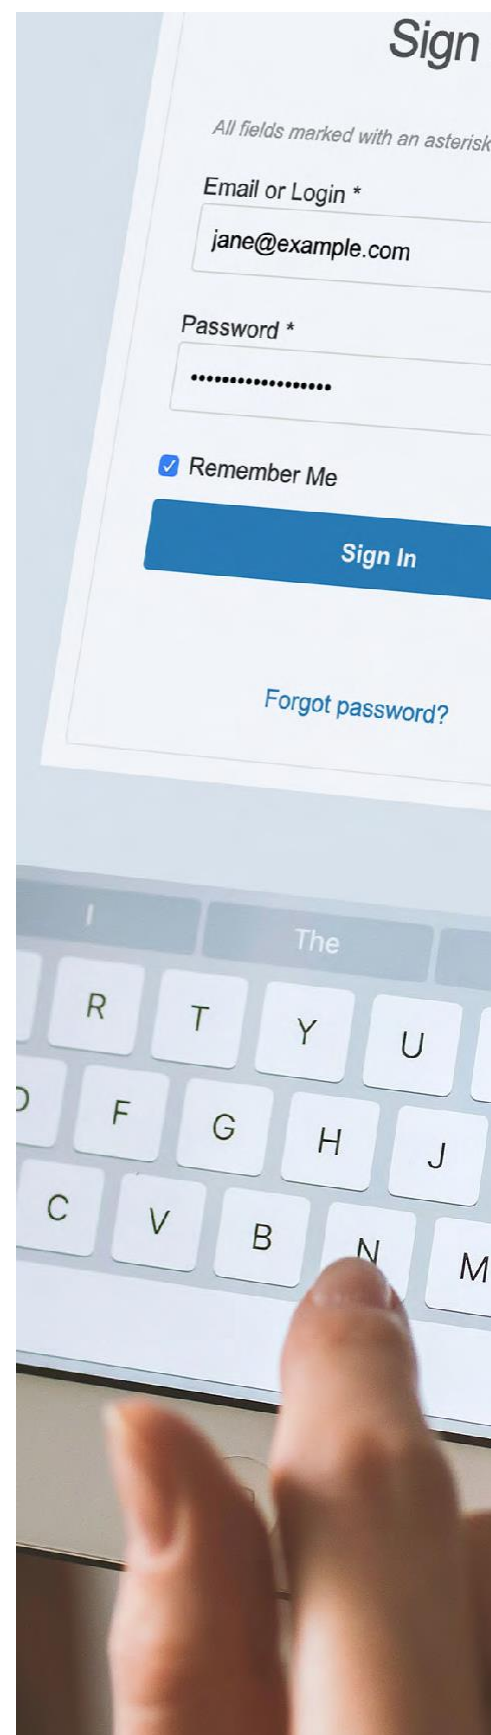 Sign
All fields marked with an asterisk
Email or Login *
jane@example.com
Password *
••••••••••••••••••
Remember Me
Sign In
Forgot password?
I The
R T Y U
F G H J
C V B N M